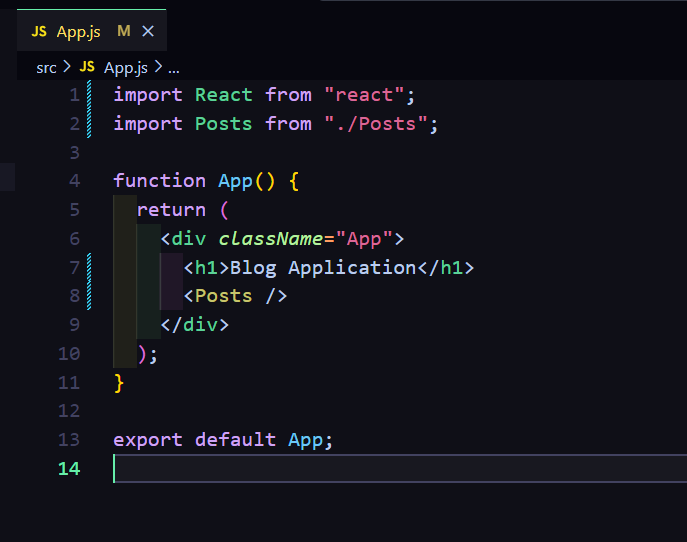 JS App.js M ×
src > JS App.js > ...
1 import React from "react";
2 import Posts from "./Posts";
3
4 function App() {
5   return (
6     <div className="App">
7       <h1>Blog Application</h1>
8       <Posts />
9     </div>
10   );
11 }
12
13 export default App;
14